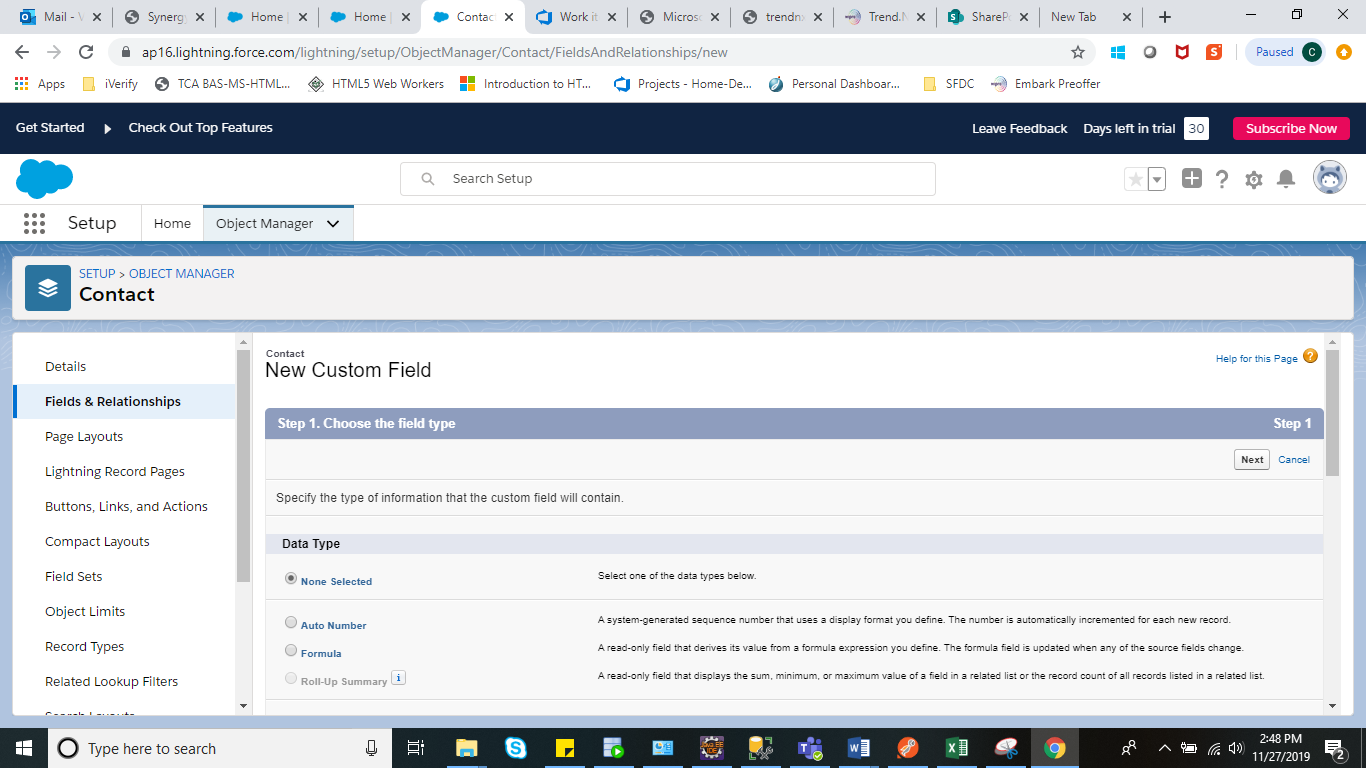 Mail - V
Synergy
Home |
Home |
Contac
Work it
Microso
trendnx
Trend.N
ShareP
New Tab
ap16.lightning.force.com/lightning/setup/ObjectManager/Contact/FieldsAndRelationships/new
Paused C
Apps iVerify TCA BAS-MS-HTML... HTML5 Web Workers Introduction to HT... Projects - Home-De... Personal Dashboar... SFDC Embark Preoffer
Get Started Check Out Top Features Leave Feedback Days left in trial 30 Subscribe Now
Search Setup
Setup Home Object Manager
SETUP > OBJECT MANAGER
Contact
Details
Fields & Relationships
Page Layouts
Lightning Record Pages
Buttons, Links, and Actions
Compact Layouts
Field Sets
Object Limits
Record Types
Related Lookup Filters
Search Layouts
Contact
New Custom Field
Help for this Page ?
Step 1. Choose the field type Step 1
Next Cancel
Specify the type of information that the custom field will contain.
Data Type
None Selected Select one of the data types below.
Auto Number A system-generated sequence number that uses a display format you define. The number is automatically incremented for each new record.
Formula A read-only field that derives its value from a formula expression you define. The formula field is updated when any of the source fields change.
Roll-Up Summary i A read-only field that displays the sum, minimum, or maximum value of a field in a related list or the record count of all records listed in a related list.
Type here to search
2:48 PM
11/27/2019
2